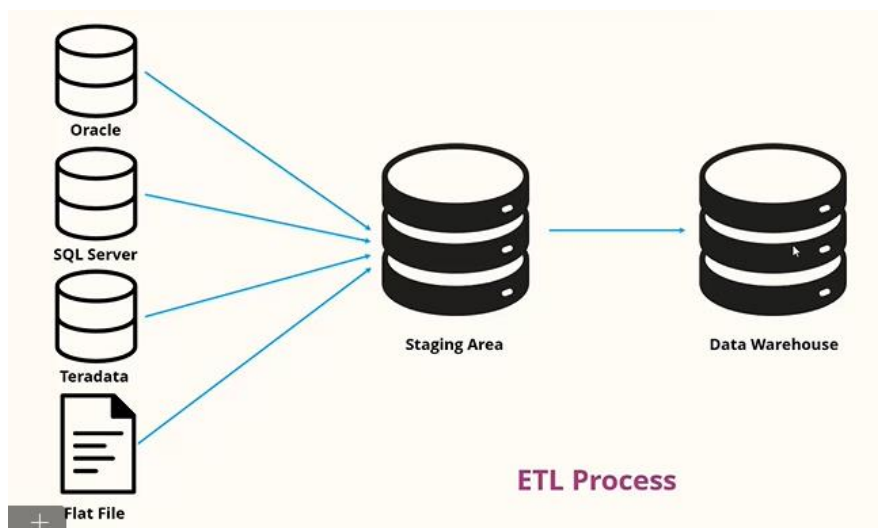 Oracle
SQL Server
Teradata
Flat File
Staging Area
Data Warehouse
ETL Process